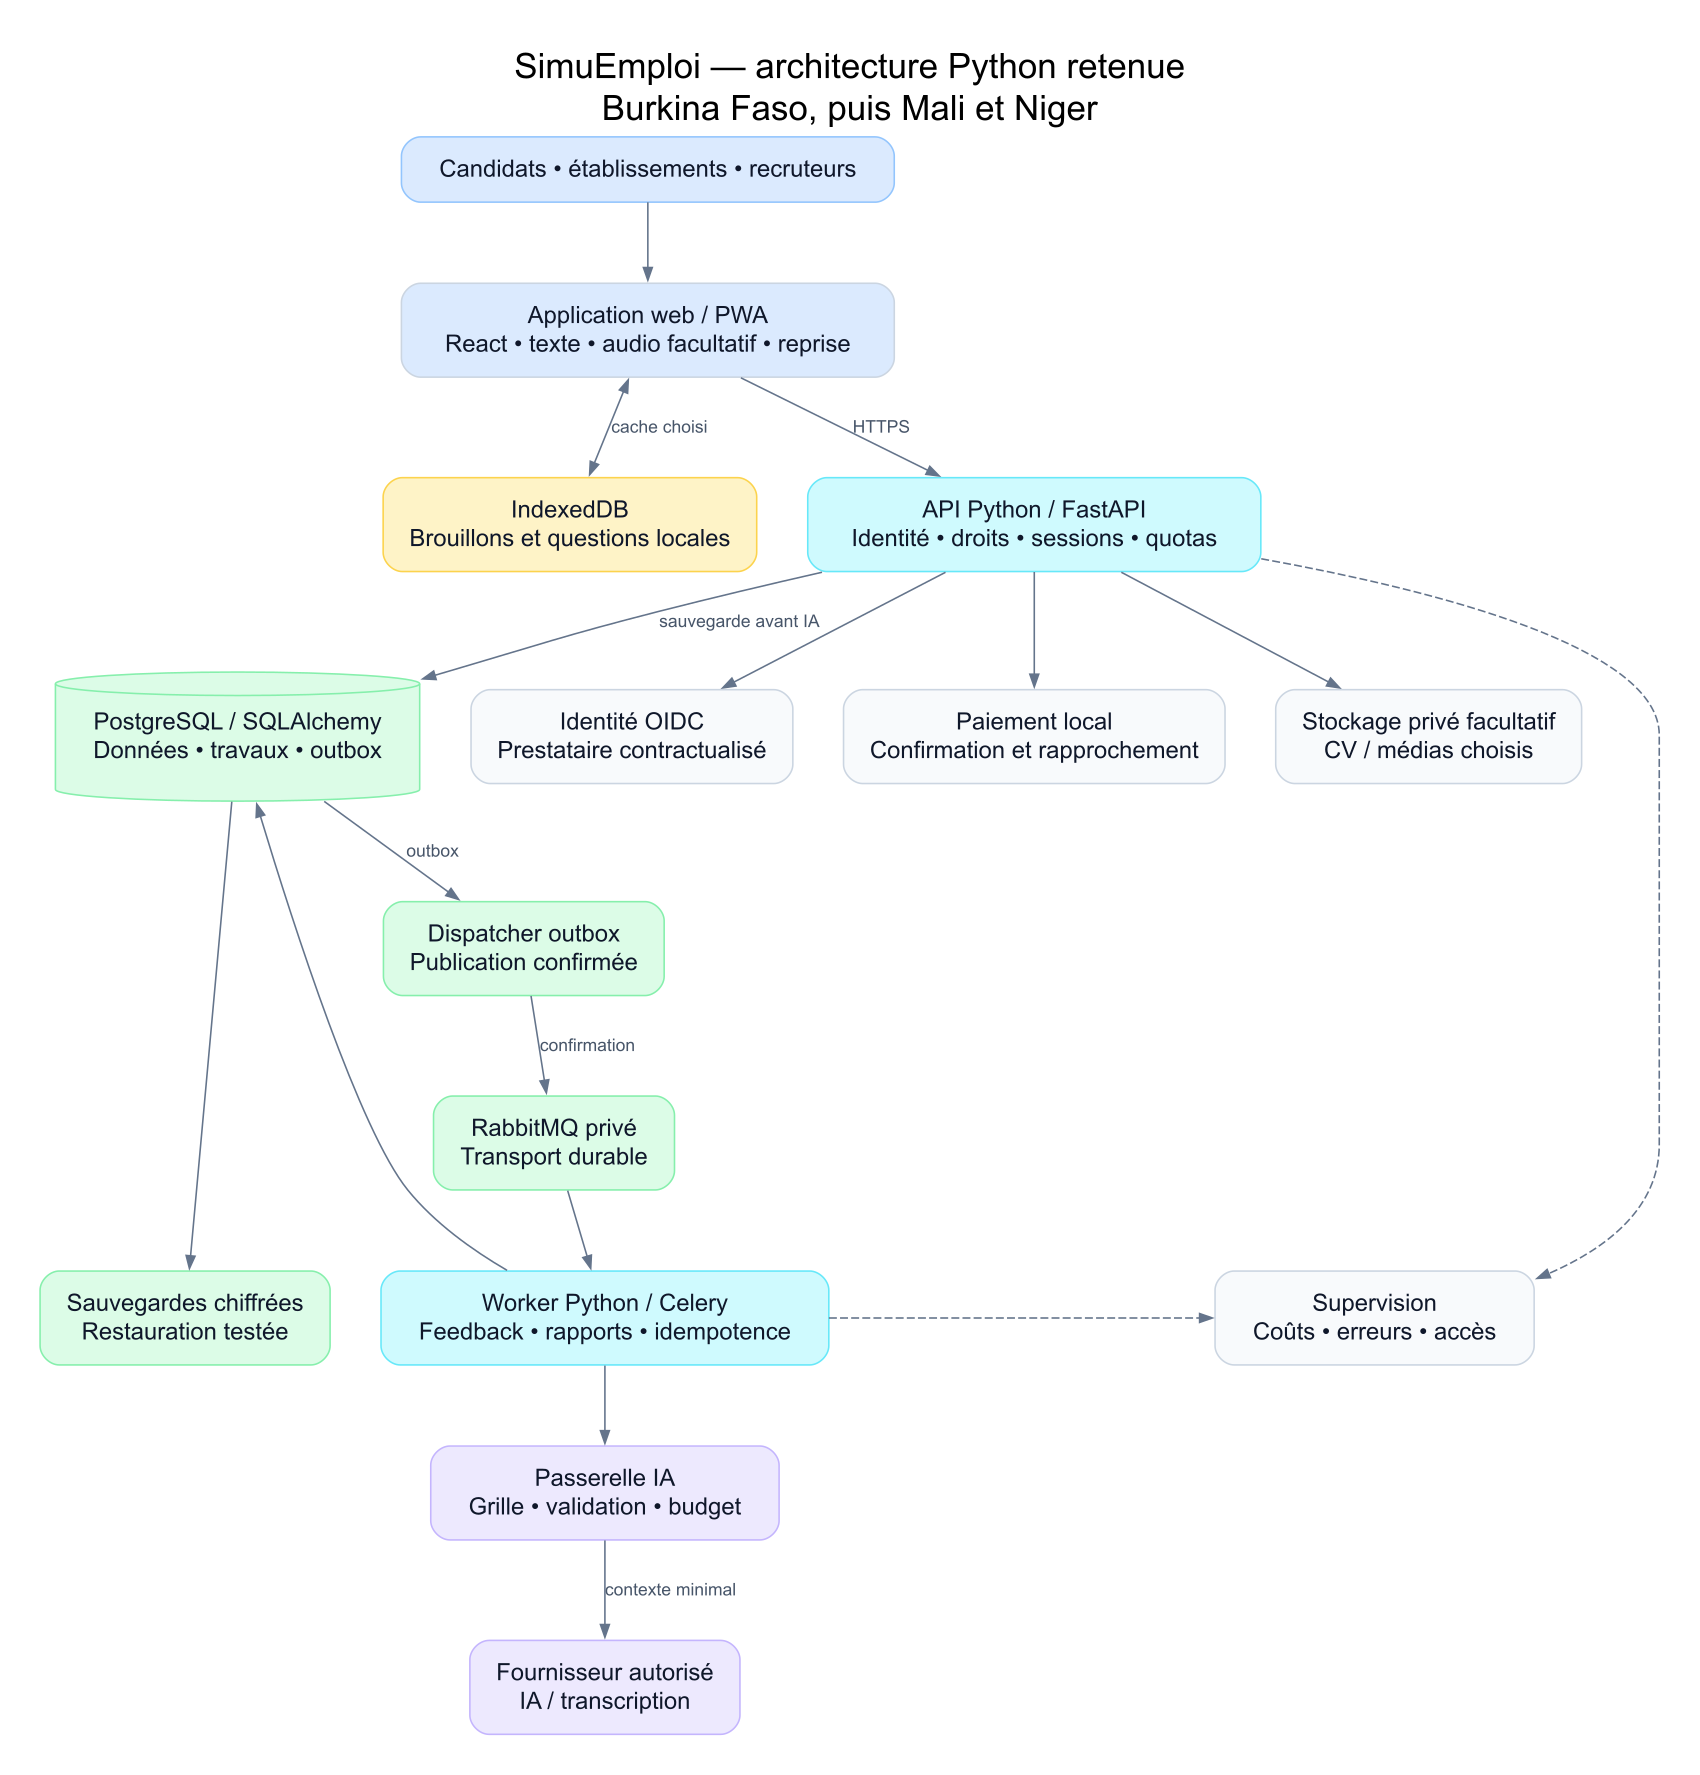 SimuEmploi — architecture Python retenue
Burkina Faso, puis Mali et Niger
Candidats • établissements • recruteurs
Application web / PWA
React • texte • audio facultatif • reprise
cache choisi
HTTPS
IndexedDB
Brouillons et questions locales
API Python / FastAPI
Identité • droits • sessions • quotas
sauvegarde avant IA
PostgreSQL / SQLAlchemy
Données • travaux • outbox
Identité OIDC
Prestataire contractualisé
Paiement local
Confirmation et rapprochement
Stockage privé facultatif
CV / médias choisis
outbox
Dispatcher outbox
Publication confirmée
confirmation
RabbitMQ privé
Transport durable
Sauvegardes chiffrées
Restauration testée
Worker Python / Celery
Feedback • rapports • idempotence
Supervision
Coûts • erreurs • accès
Passerelle IA
Grille • validation • budget
contexte minimal
Fournisseur autorisé
IA / transcription